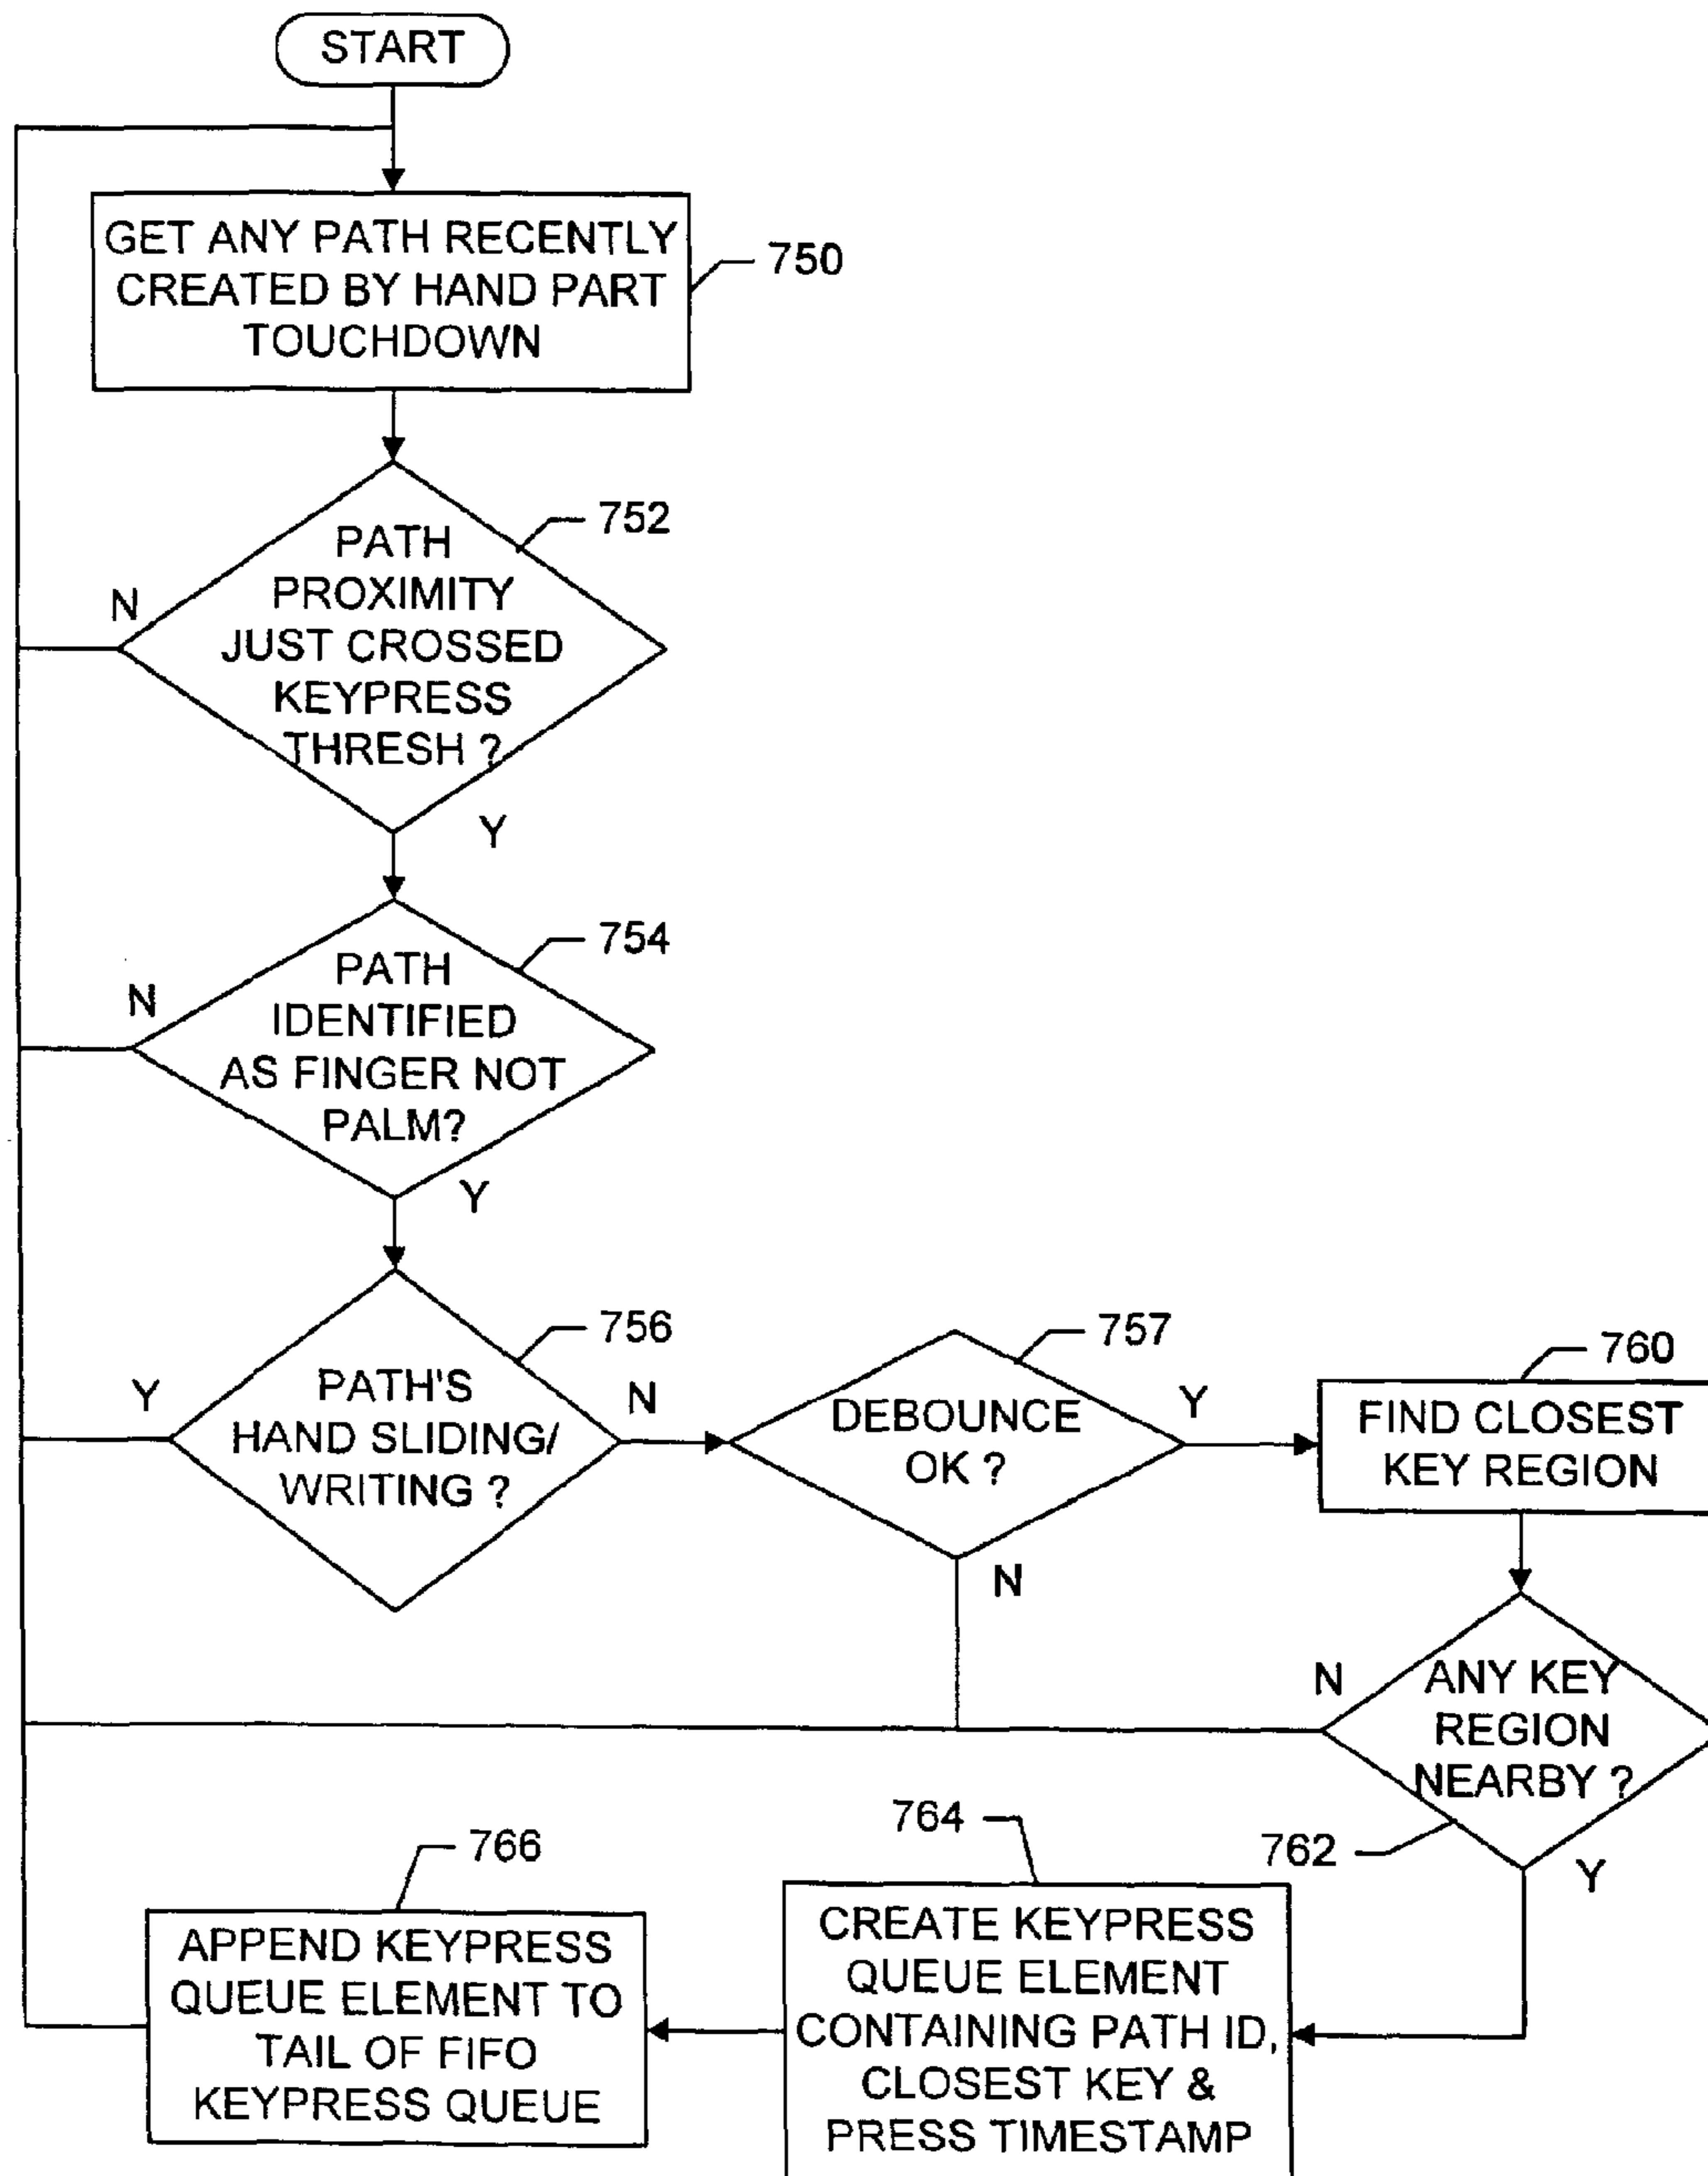 START
GET ANY PATH RECENTLY
CREATED BY HAND PART
TOUCHDOWN
750
752
PATH
PROXIMITY
JUST CROSSED
KEYPRESS
THRESH ?
N
Y
754
PATH
IDENTIFIED
AS FINGER NOT
PALM?
N
Y
756
PATH'S
HAND SLIDING/
WRITING ?
Y
N
757
DEBOUNCE
OK ?
Y
N
760
FIND CLOSEST
KEY REGION
N
ANY KEY
REGION
NEARBY ?
762
Y
764
CREATE KEYPRESS
QUEUE ELEMENT
CONTAINING PATH ID,
CLOSEST KEY &
PRESS TIMESTAMP
766
APPEND KEYPRESS
QUEUE ELEMENT TO
TAIL OF FIFO
KEYPRESS QUEUE